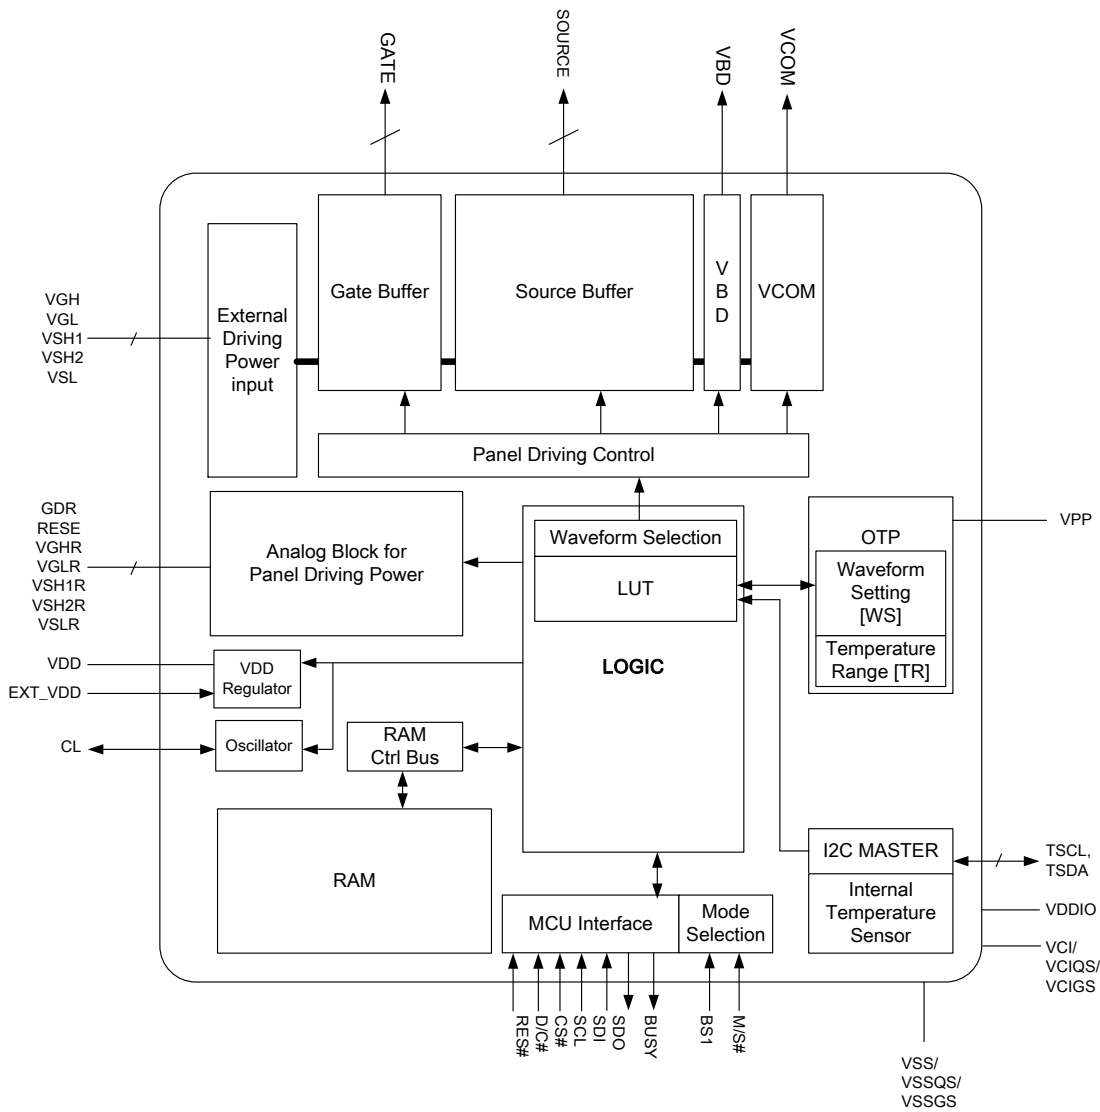 GATE
SOURCE
VBD
VCOM
Gate Buffer
Source Buffer
V
B
D
VCOM
External
Driving
Power
input
VGH
VGL
VSH1
VSH2
VSL
Panel Driving Control
GDR
RESE
VGHR
VGLR
VSH1R
VSH2R
VSLR
Analog Block for
Panel Driving Power
Waveform Selection
LUT
LOGIC
OTP
Waveform
Setting
[WS]
Temperature
Range [TR]
VPP
VDD
EXT_VDD
VDD
Regulator
CL
Oscillator
RAM
Ctrl Bus
RAM
I2C MASTER
Internal
Temperature
Sensor
TSCL,
TSDA
VDDIO
VCI/
VCIQS/
VCIGS
MCU Interface
Mode
Selection
RES#
D/C#
CS#
SCL
SDI
SDO
BUSY
BS1
M/S#
VSS/
VSSQS/
VSSGS